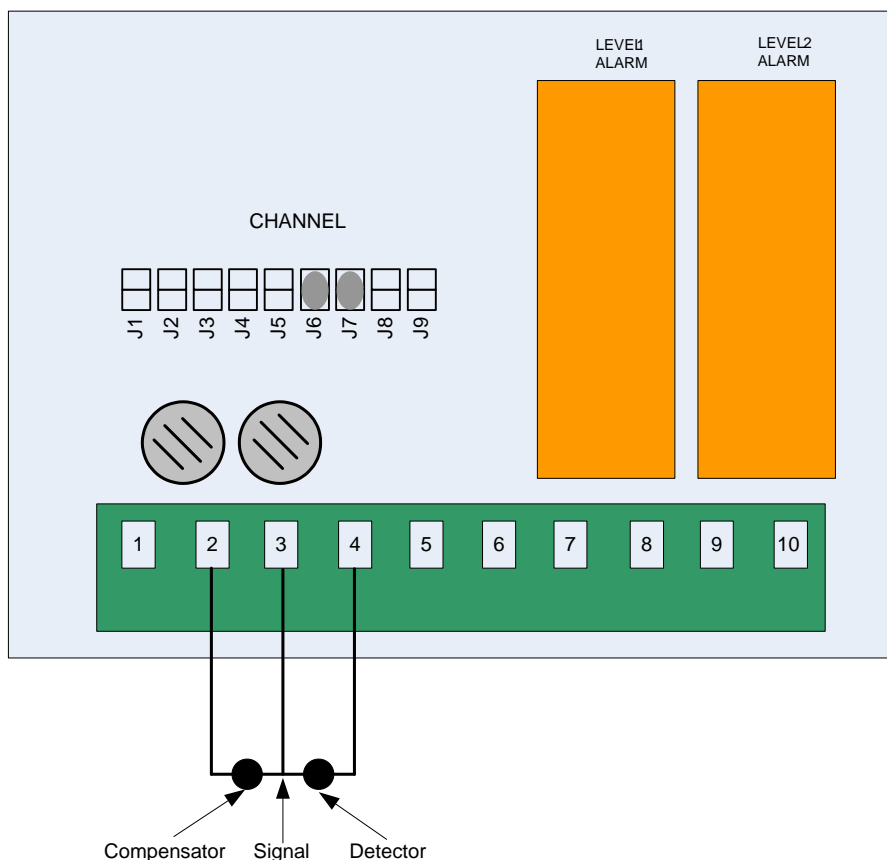 LEVEL1
ALARM
LEVEL2
ALARM
CHANNEL
J1 J2 J3 J4 J5 J6 J7 J8 J9
1 2 3 4 5 6 7 8 9 10
Compensator Signal Detector